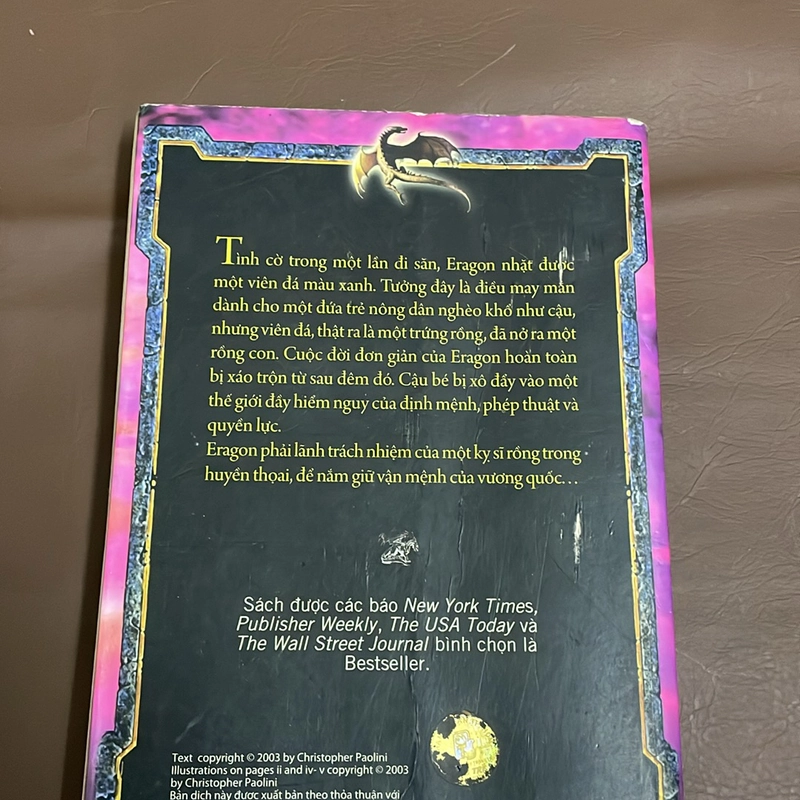 Tình cờ trong một lần đi săn, Eragon nhặt được
một viên đá màu xanh. Tưởng đây là điều may mắn
dành cho một đứa trẻ nông dân nghèo khổ như cậu,
nhưng viên đá, thật ra là một trứng rồng, đã nở ra một
rồng con. Cuộc đời đơn giản của Eragon hoàn toàn
bị xáo trộn từ sau đêm đó. Cậu bé bị xô đẩy vào một
thế giới đầy hiểm nguy của định mệnh, phép thuật và
quyền lực.
Eragon phải lãnh trách nhiệm của một kỵ sĩ rồng trong
huyền thoại, để nắm giữ vận mệnh của vương quốc...
Sách được các báo New York Times,
Publisher Weekly, The USA Today và
The Wall Street Journal bình chọn là
Bestseller.
Text copyright © 2003 by Christopher Paolini
Illustrations on pages ii and iv- v copyright © 2003
by Christopher Paolini
Bản dịch này được xuất bản theo thỏa thuận với